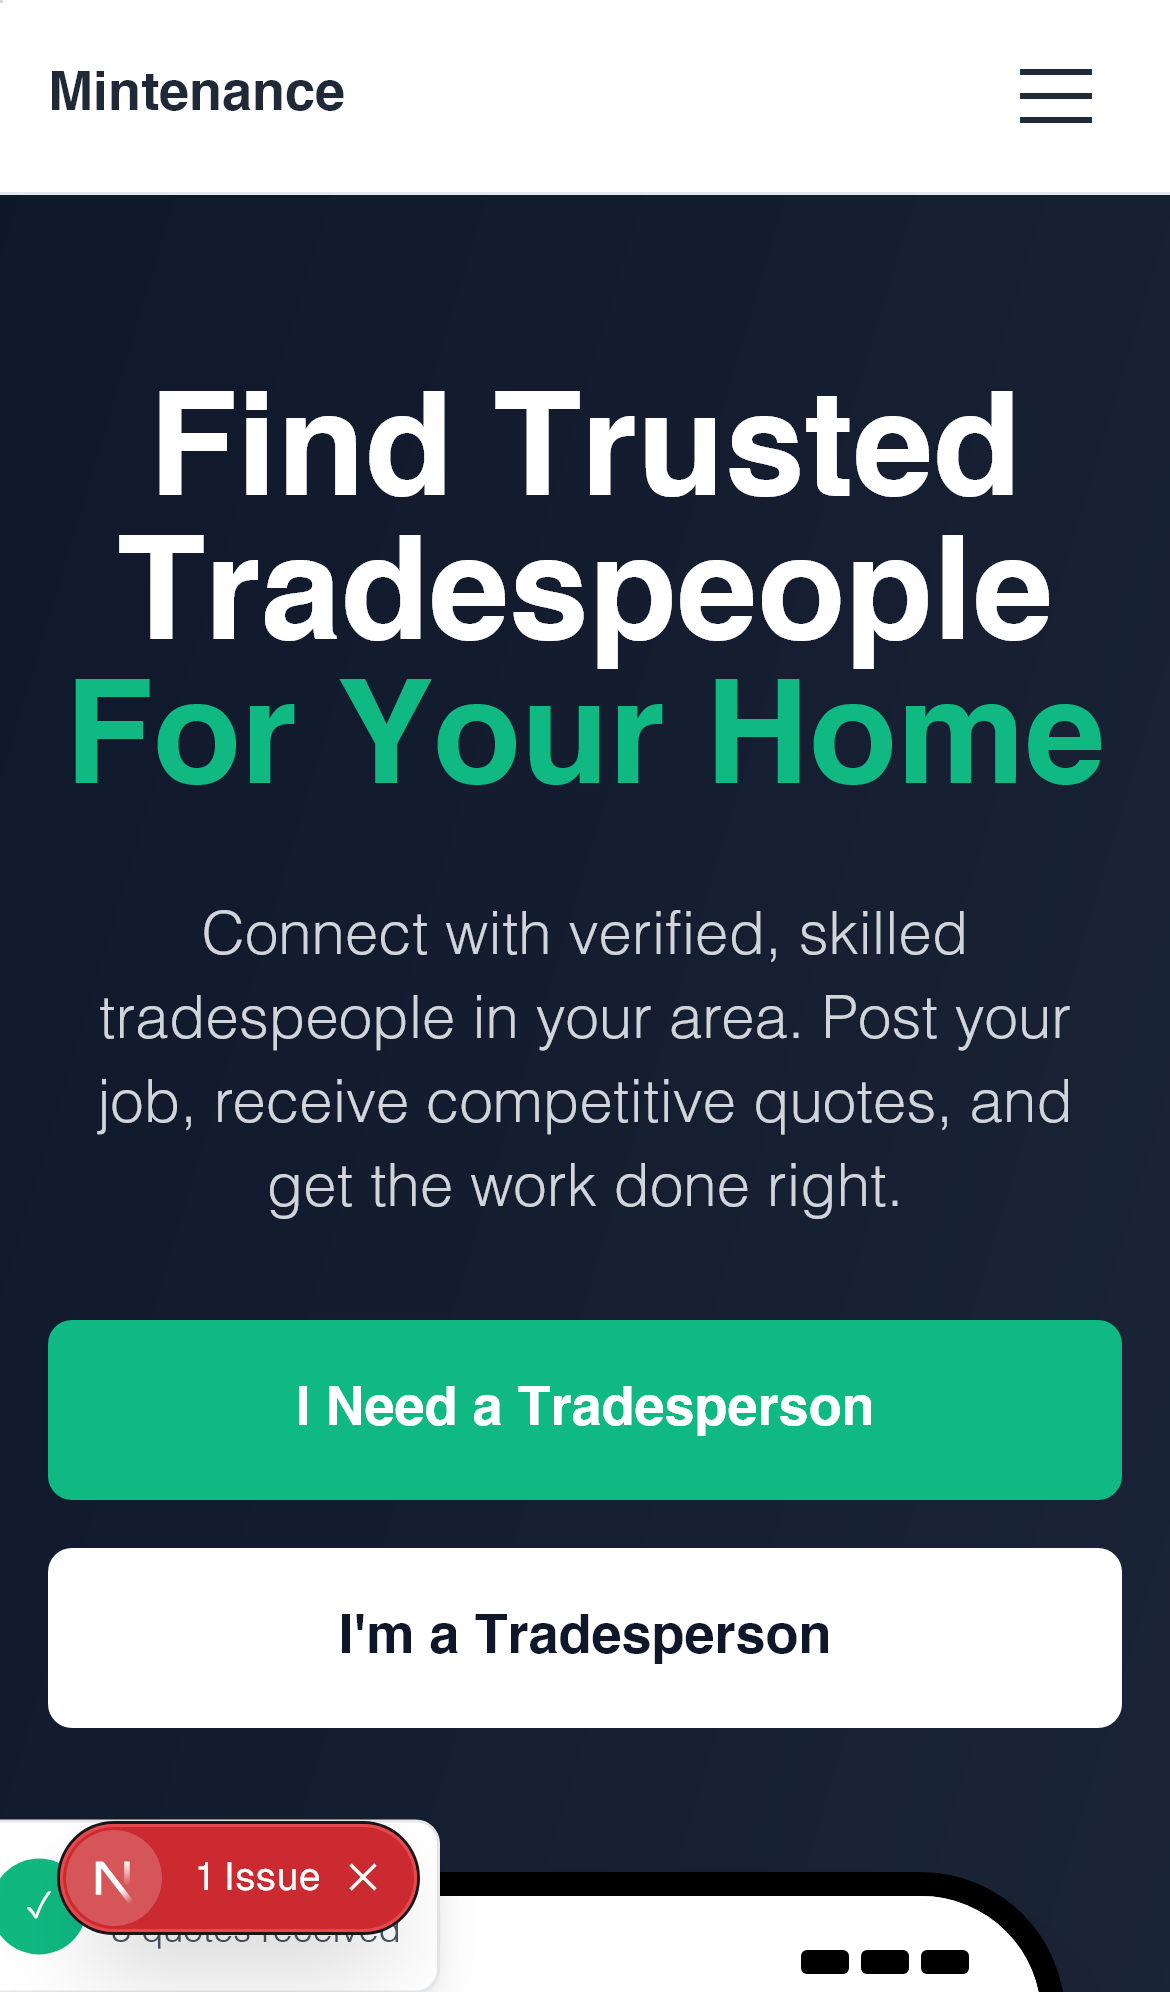 Mintenance
Find Trusted
Tradespeople
For Your Home
Connect with verified, skilled
tradespeople in your area. Post your
job, receive competitive quotes, and
get the work done right.
I Need a Tradesperson
I'm a Tradesperson
1 Issue
quotes received